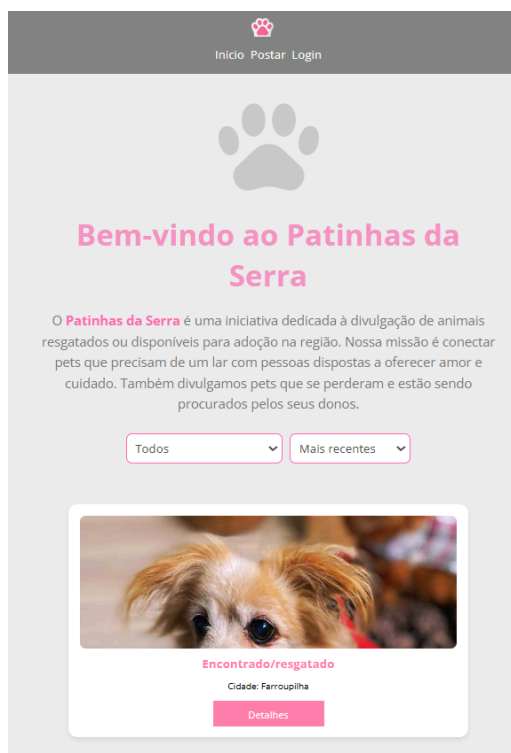 Inicio Postar Login
Bem-vindo ao Patinhas da
Serra
O Patinhas da Serra é uma iniciativa dedicada à divulgação de animais
resgatados ou disponíveis para adoção na região. Nossa missão é conectar
pets que precisam de um lar com pessoas dispostas a oferecer amor e
cuidado. Também divulgamos pets que se perderam e estão sendo
procurados pelos seus donos.
Todos Mais recentes
Encontrado/resgatado
Cidade: Farroupilha
Detalhes